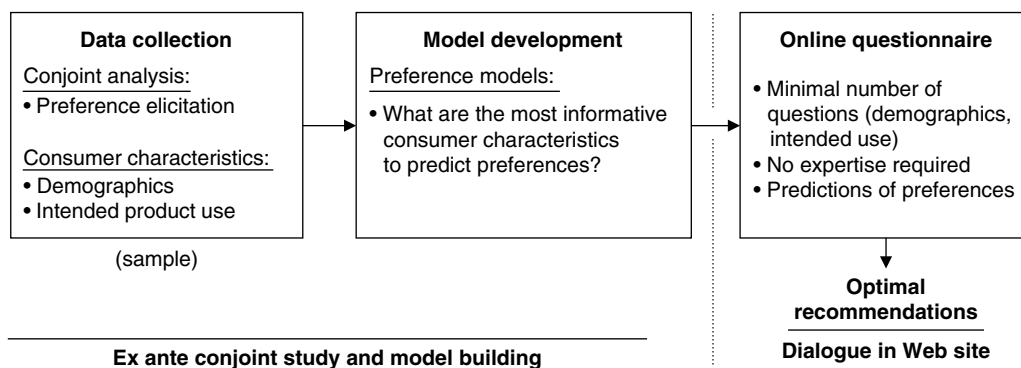 Data collection
Conjoint analysis:
• Preference elicitation
Consumer characteristics:
• Demographics
• Intended product use
(sample)
Model development
Preference models:
• What are the most informative
consumer characteristics
to predict preferences?
Online questionnaire
• Minimal number of
questions (demographics,
intended use)
• No expertise required
• Predictions of preferences
Optimal
recommendations
Ex ante conjoint study and model building
Dialogue in Web site